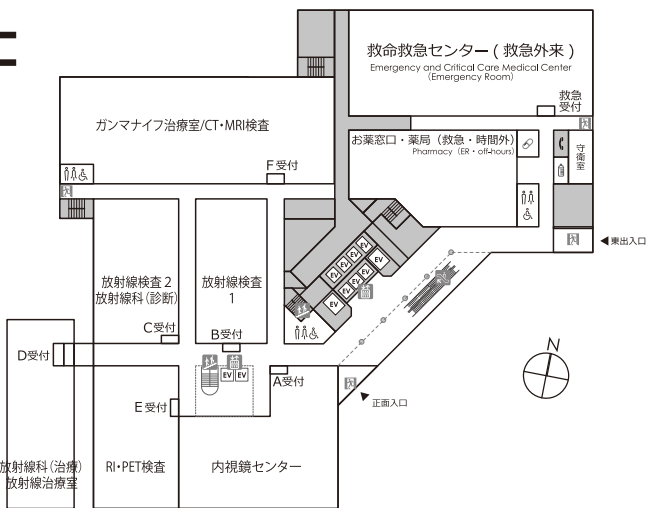 救命救急センター ( 救急外来 )
Emergency and Critical Care Medical Center
(Emergency Room)
救急
受付
ガンマナイフ治療室/CT・MRI検査
F受付
お薬窓口・薬局（救急・時間外）
Pharmacy（ER・off-hours）
守衛室
東出入口
放射線検査2
放射線科(診断)
C受付
放射線検査
1
B受付
EV
EV
EV
EV
EV
EV
EV
EV
EV
EV
EV
D受付
A受付
E受付
正面入口
N
放射線科(治療)
放射線治療室
RI・PET検査
内視鏡センター